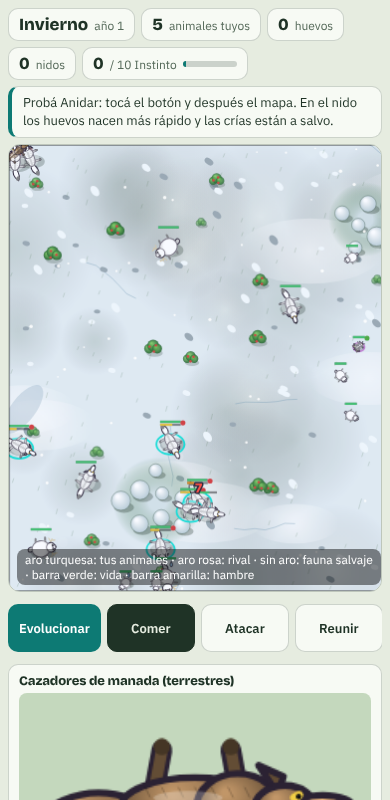 Invierno año 1
5 animales tuyos
0 huevos
0 nidos
0 / 10 Instinto
Probá Anidar: tocá el botón y después el mapa. En el nido
los huevos nacen más rápido y las crías están a salvo.
7
aro turquesa: tus animales · aro rosa: rival · sin aro: fauna salvaje
· barra verde: vida · barra amarilla: hambre
Evolucionar
Comer
Atacar
Reunir
Cazadores de manada (terrestres)